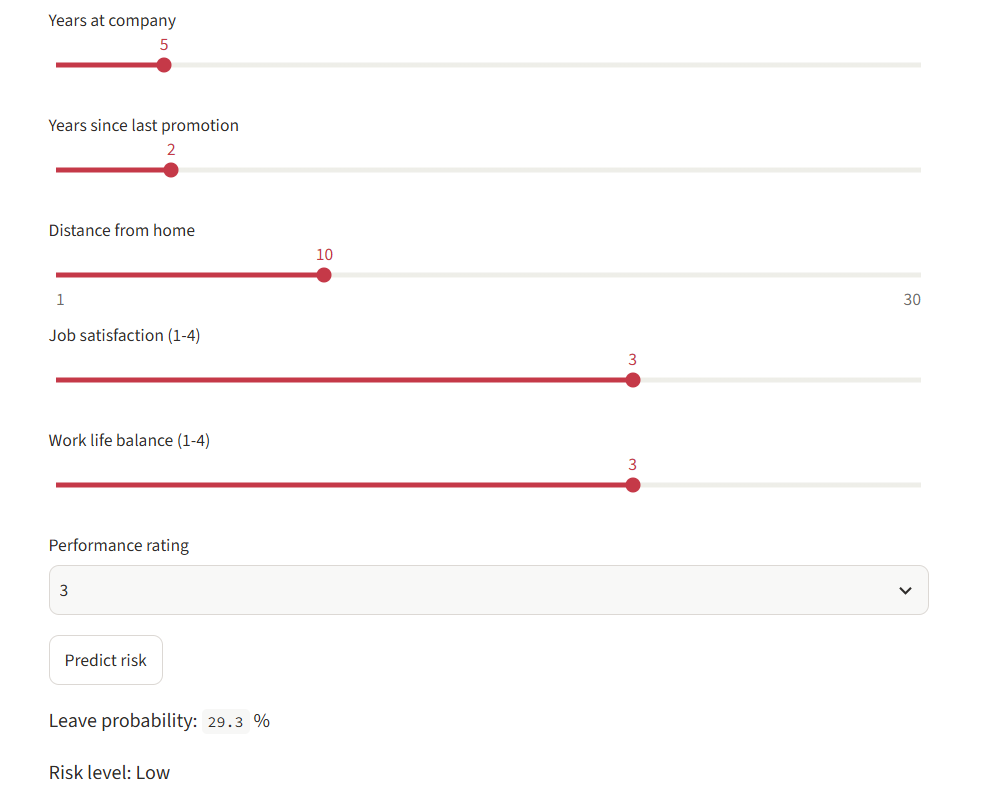 Years at company
5
Years since last promotion
2
Distance from home
10
1 30
Job satisfaction (1-4)
3
Work life balance (1-4)
3
Performance rating
3
Predict risk
Leave probability: 29.3 %
Risk level: Low